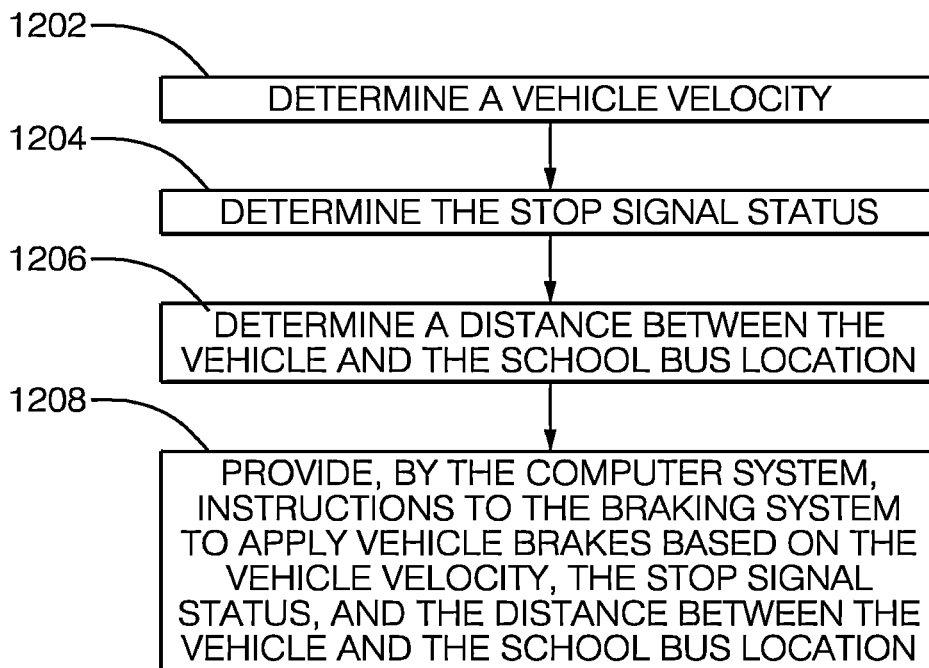 1202
DETERMINE A VEHICLE VELOCITY
1204
DETERMINE THE STOP SIGNAL STATUS
1206
DETERMINE A DISTANCE BETWEEN THE
VEHICLE AND THE SCHOOL BUS LOCATION
1208
PROVIDE, BY THE COMPUTER SYSTEM,
INSTRUCTIONS TO THE BRAKING SYSTEM
TO APPLY VEHICLE BRAKES BASED ON THE
VEHICLE VELOCITY, THE STOP SIGNAL
STATUS, AND THE DISTANCE BETWEEN THE
VEHICLE AND THE SCHOOL BUS LOCATION